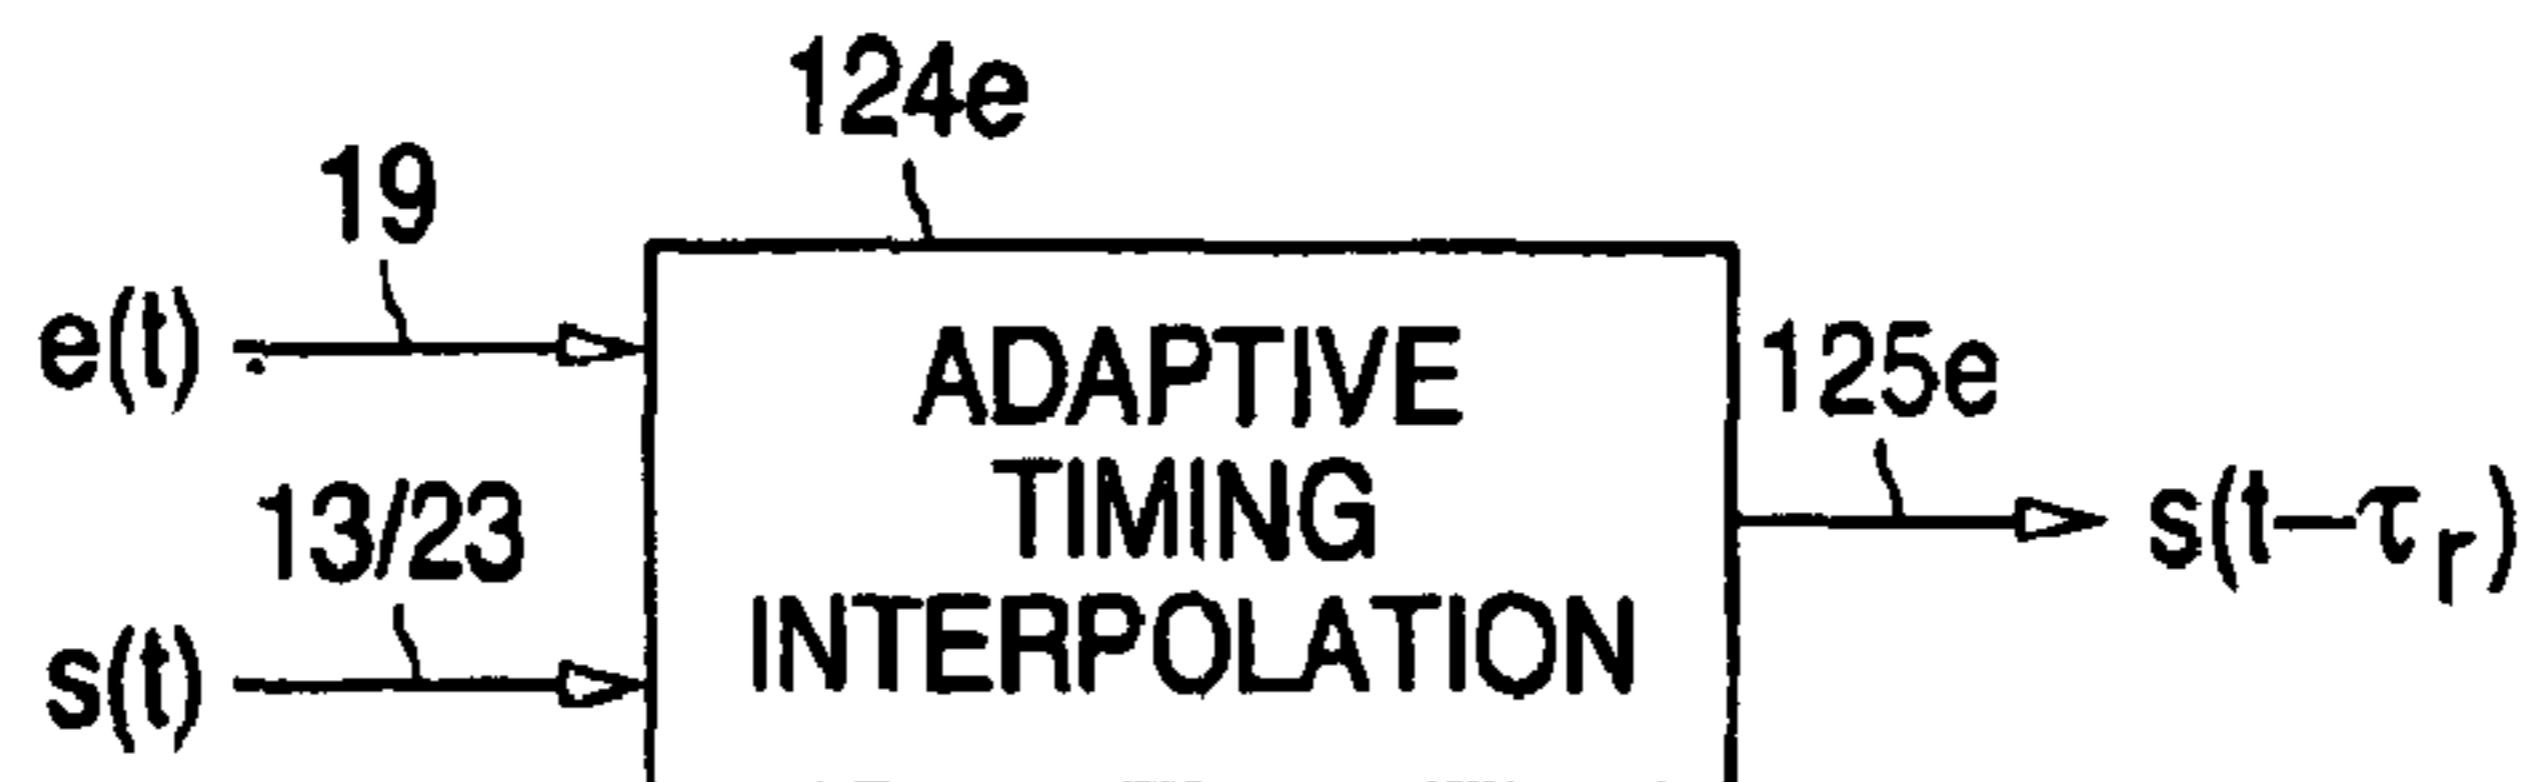 124e
19
e(t)
ADAPTIVE
TIMING
INTERPOLATION
125e
13/23
s(t—τr)
s(t)